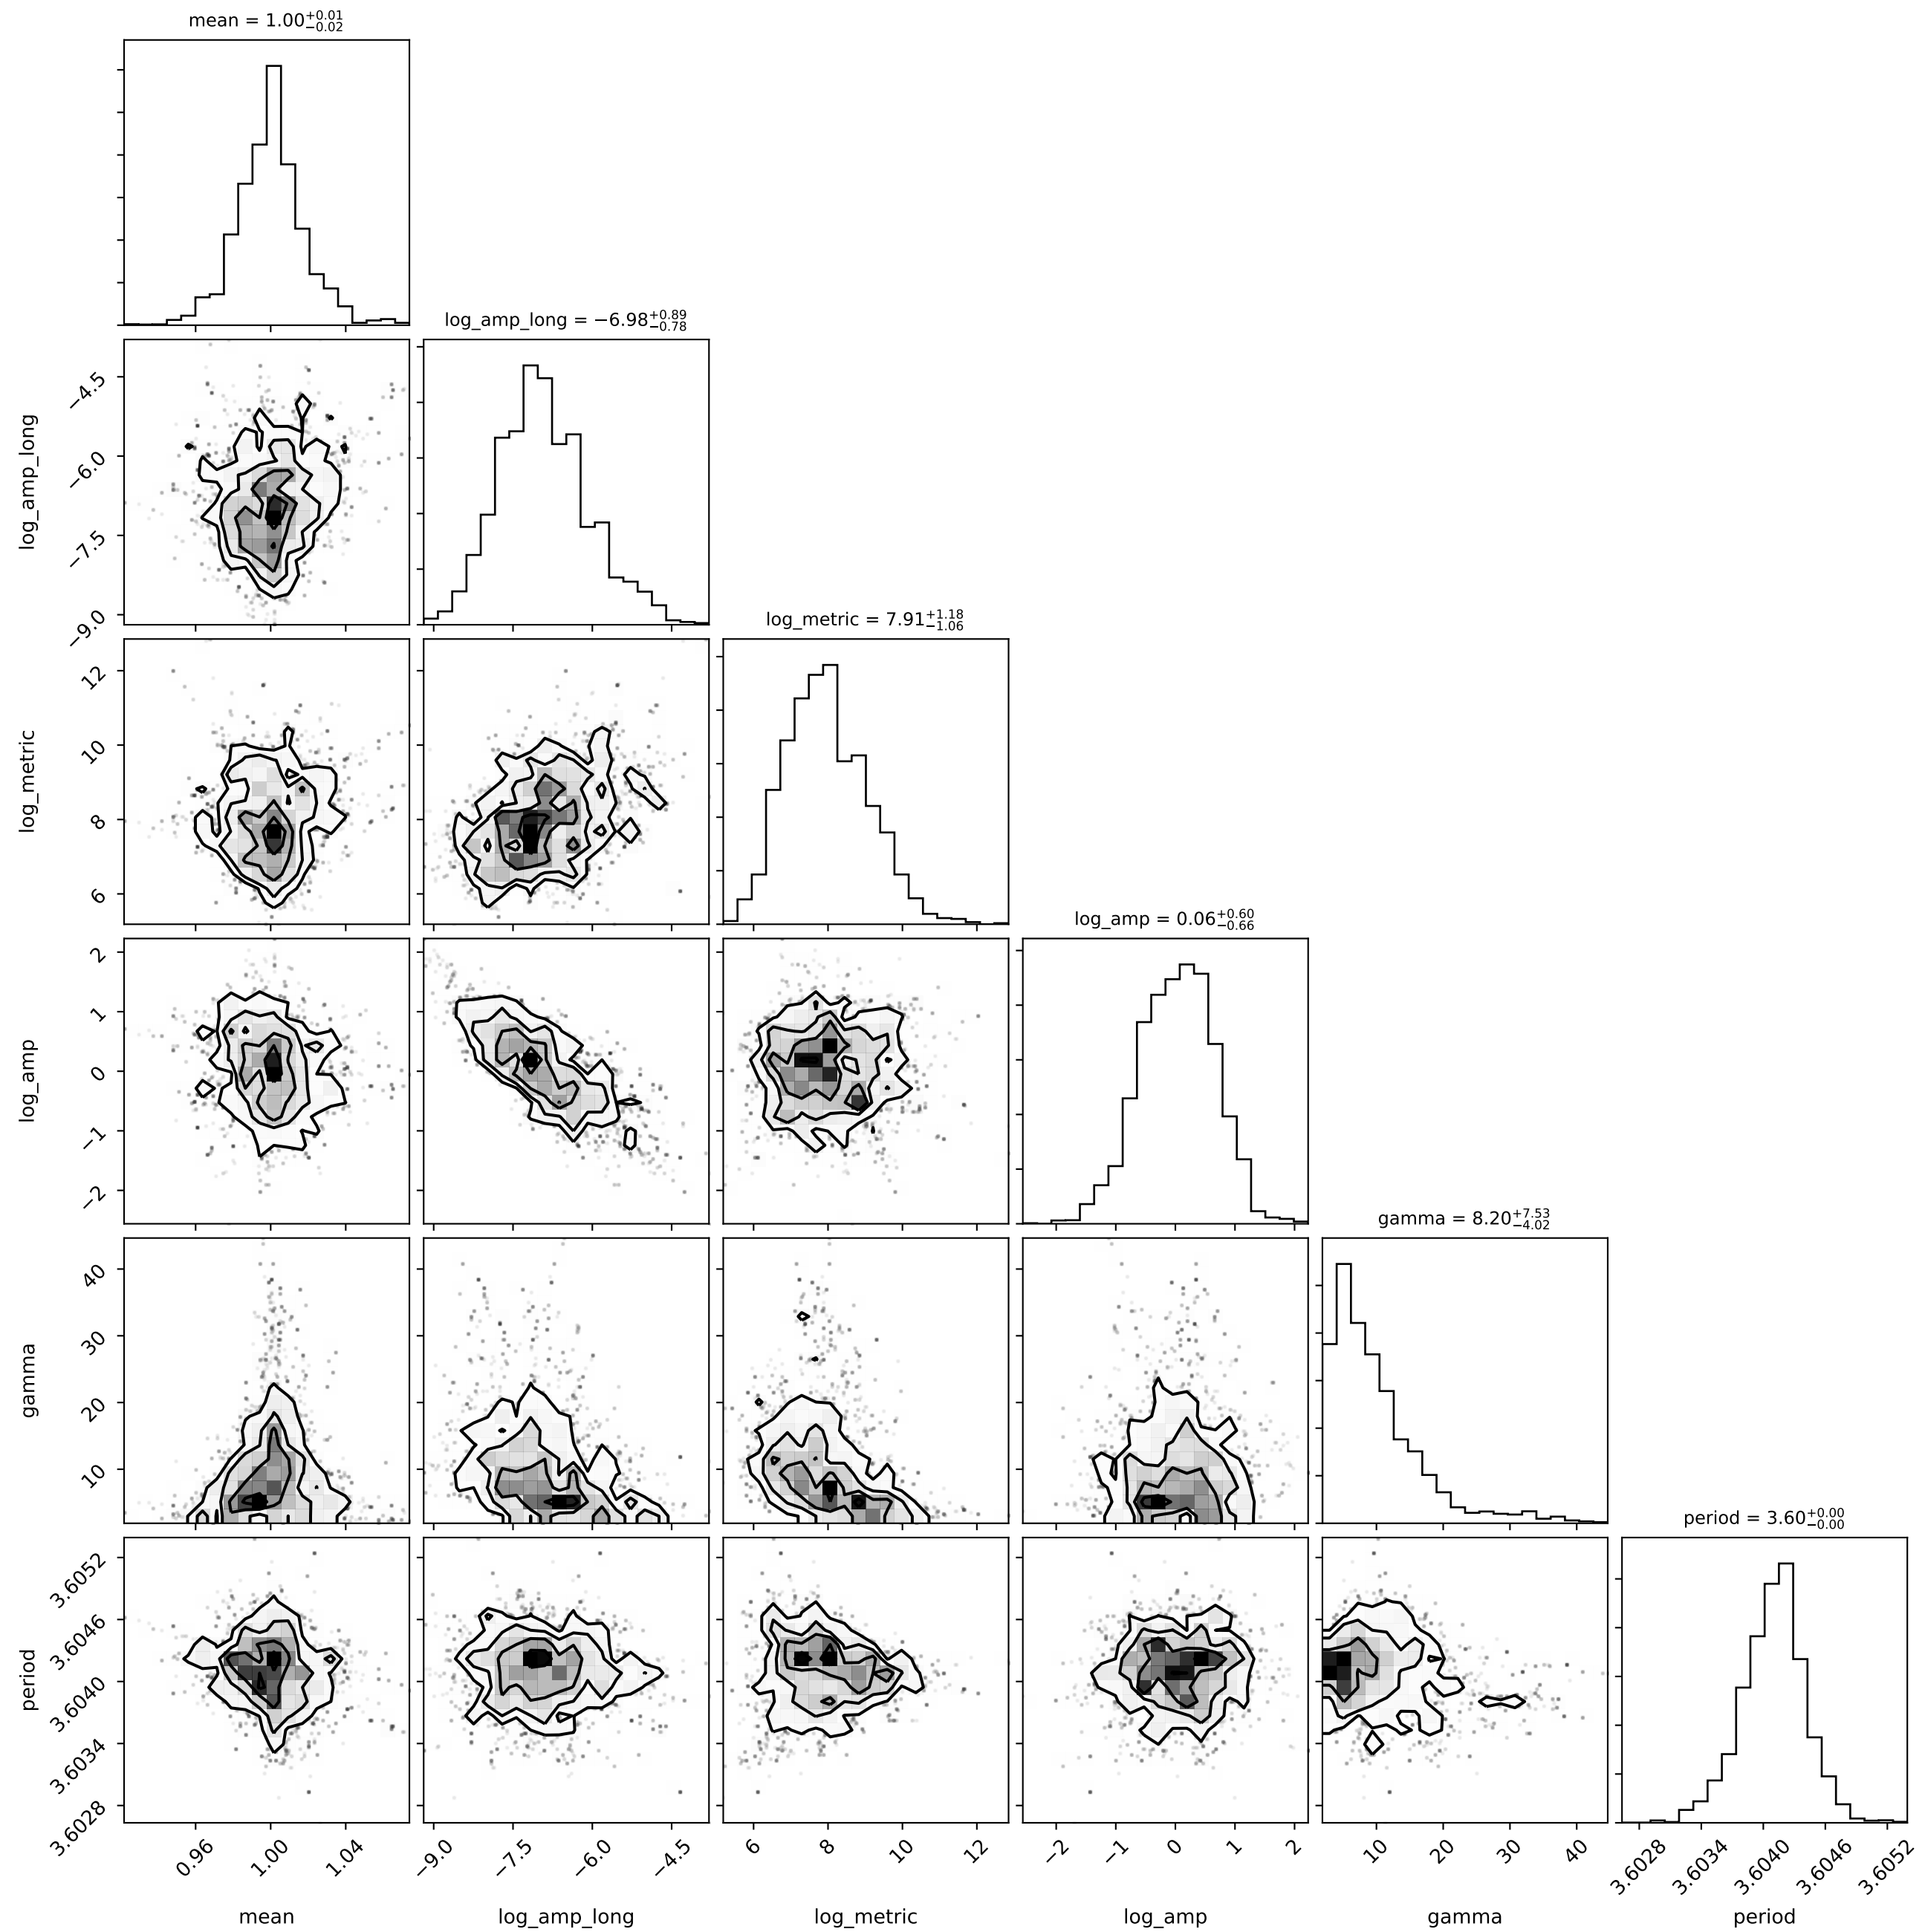 mean = 1.00+0.01−0.02
log_amp_long = −6.98+0.89−0.78
−4.5
−6.0
−7.5
−9.0
log_amp_long
log_metric = 7.91+1.18−1.06
12
10
8
6
log_metric
log_amp = 0.06+0.60−0.66
2
1
0
−1
−2
log_amp
gamma = 8.20+7.53−4.02
40
30
20
10
gamma
period = 3.60+0.00−0.00
3.6052
3.6046
3.6040
3.6034
3.6028
period
0.96 1.00 1.04 −9.0 −7.5 −6.0 −4.5 6 8 10 12 −2 −1 0 1 2 10 20 30 40 3.6028 3.6034 3.6040 3.6046 3.6052
mean log_amp_long log_metric log_amp gamma period